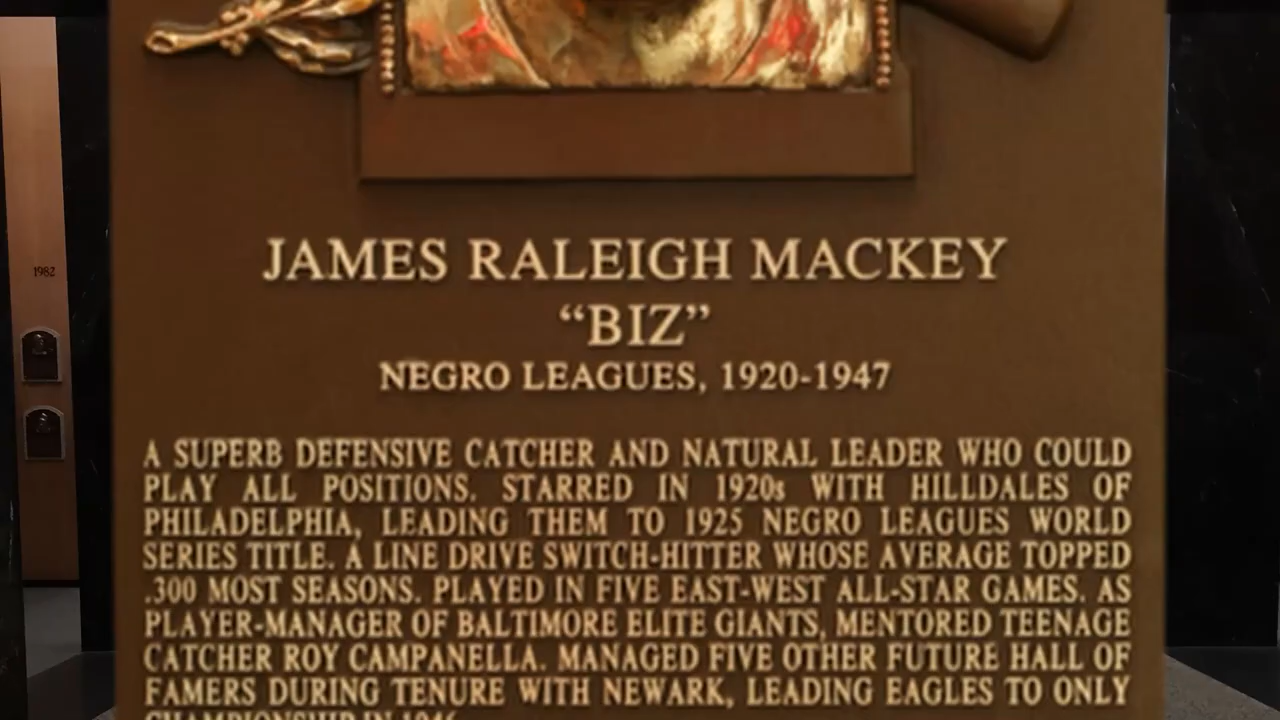 1982
JAMES RALEIGH MACKEY
“BIZ”
NEGRO LEAGUES, 1920-1947
A SUPERB DEFENSIVE CATCHER AND NATURAL LEADER WHO COULD
PLAY ALL POSITIONS. STARRED IN 1920s WITH HILLDALES OF
PHILADELPHIA, LEADING THEM TO 1925 NEGRO LEAGUES WORLD
SERIES TITLE. A LINE DRIVE SWITCH-HITTER WHOSE AVERAGE TOPPED
.300 MOST SEASONS. PLAYED IN FIVE EAST-WEST ALL-STAR GAMES. AS
PLAYER-MANAGER OF BALTIMORE ELITE GIANTS, MENTORED TEENAGE
CATCHER ROY CAMPANELLA. MANAGED FIVE OTHER FUTURE HALL OF
FAMERS DURING TENURE WITH NEWARK, LEADING EAGLES TO ONLY
CHAMPIONSHIP IN 1946.